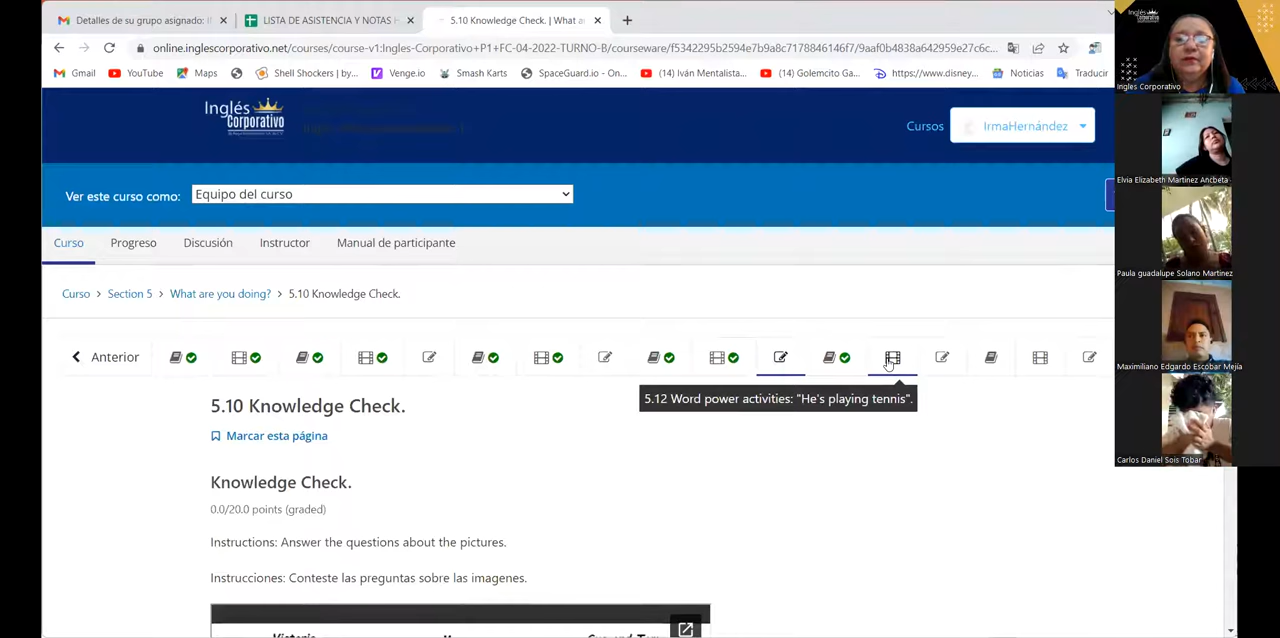 Detalles de su grupo asignado: I
LISTA DE ASISTENCIA Y NOTAS H
5.10 Knowledge Check. | What a
online.inglescorporativo.net/courses/course-v1:Ingles-Corporativo+P1+FC-04-2022-TURNO-B/courseware/f5342295b2594e7b9a8c7178846146f7/9aaf0b4838a642959e27c6c...
Gmail
YouTube
Maps
Shell Shockers | by...
Venge.io
Smash Karts
SpaceGuard.io - On...
(14) Iván Mentalista...
(14) Golemcito Ga...
https://www.disney...
Noticias
Traducir
Inglés
Corporativo
Cursos
IrmaHernández
Ver este curso como:
Equipo del curso
Curso
Progreso
Discusión
Instructor
Manual de participante
Curso > Section 5 > What are you doing? > 5.10 Knowledge Check.
Anterior
5.12 Word power activities: "He's playing tennis".
5.10 Knowledge Check.
Marcar esta página
Knowledge Check.
0.0/20.0 points (graded)
Instructions: Answer the questions about the pictures.
Instrucciones: Conteste las preguntas sobre las imagenes.
Victoria
Inglés
Corporativo
Ingles Corporativo
Elvia Elizabeth Martinez Ancheta
Paula guadalupe Solano Martinez
Maximiliano Edgardo Escobar Mejía
Carlos Daniel Sois Tobar